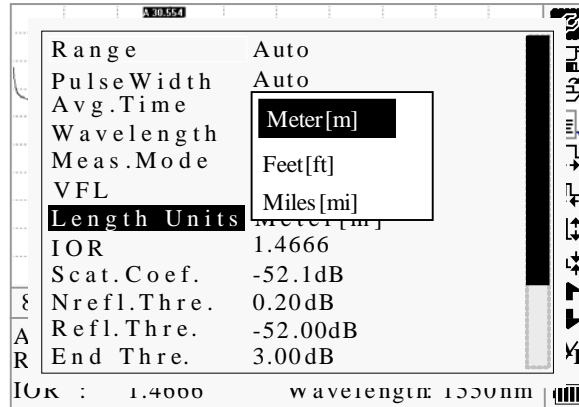 A 30.554
Range Auto
PulseWidth Auto
Avg.Time
Wavelength
Meas.Mode
VFL
Length Units Meter[m]
Meter[m]
Feet[ft]
Miles[mi]
IOR 1.4666
Scat.Coef. -52.1dB
Nrefl.Thre. 0.20dB
Refl.Thre. -52.00dB
End Thre. 3.00dB
8
A
R
IOR : 1.4666 Wavelength: 1550nm